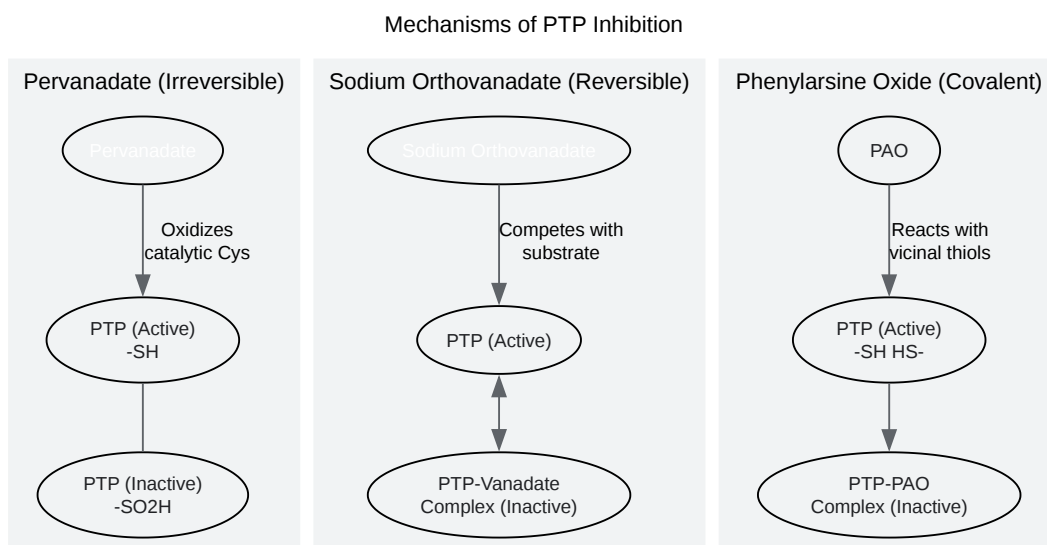 Mechanisms of PTP Inhibition
Pervanadate (Irreversible)
Pervanadate
Oxidizes
catalytic Cys
PTP (Active)
-SH
PTP (Inactive)
-SO2H
Sodium Orthovanadate (Reversible)
Sodium Orthovanadate
Competes with
substrate
PTP (Active)
PTP-Vanadate
Complex (Inactive)
Phenylarsine Oxide (Covalent)
PAO
Reacts with
vicinal thiols
PTP (Active)
-SH HS-
PTP-PAO
Complex (Inactive)